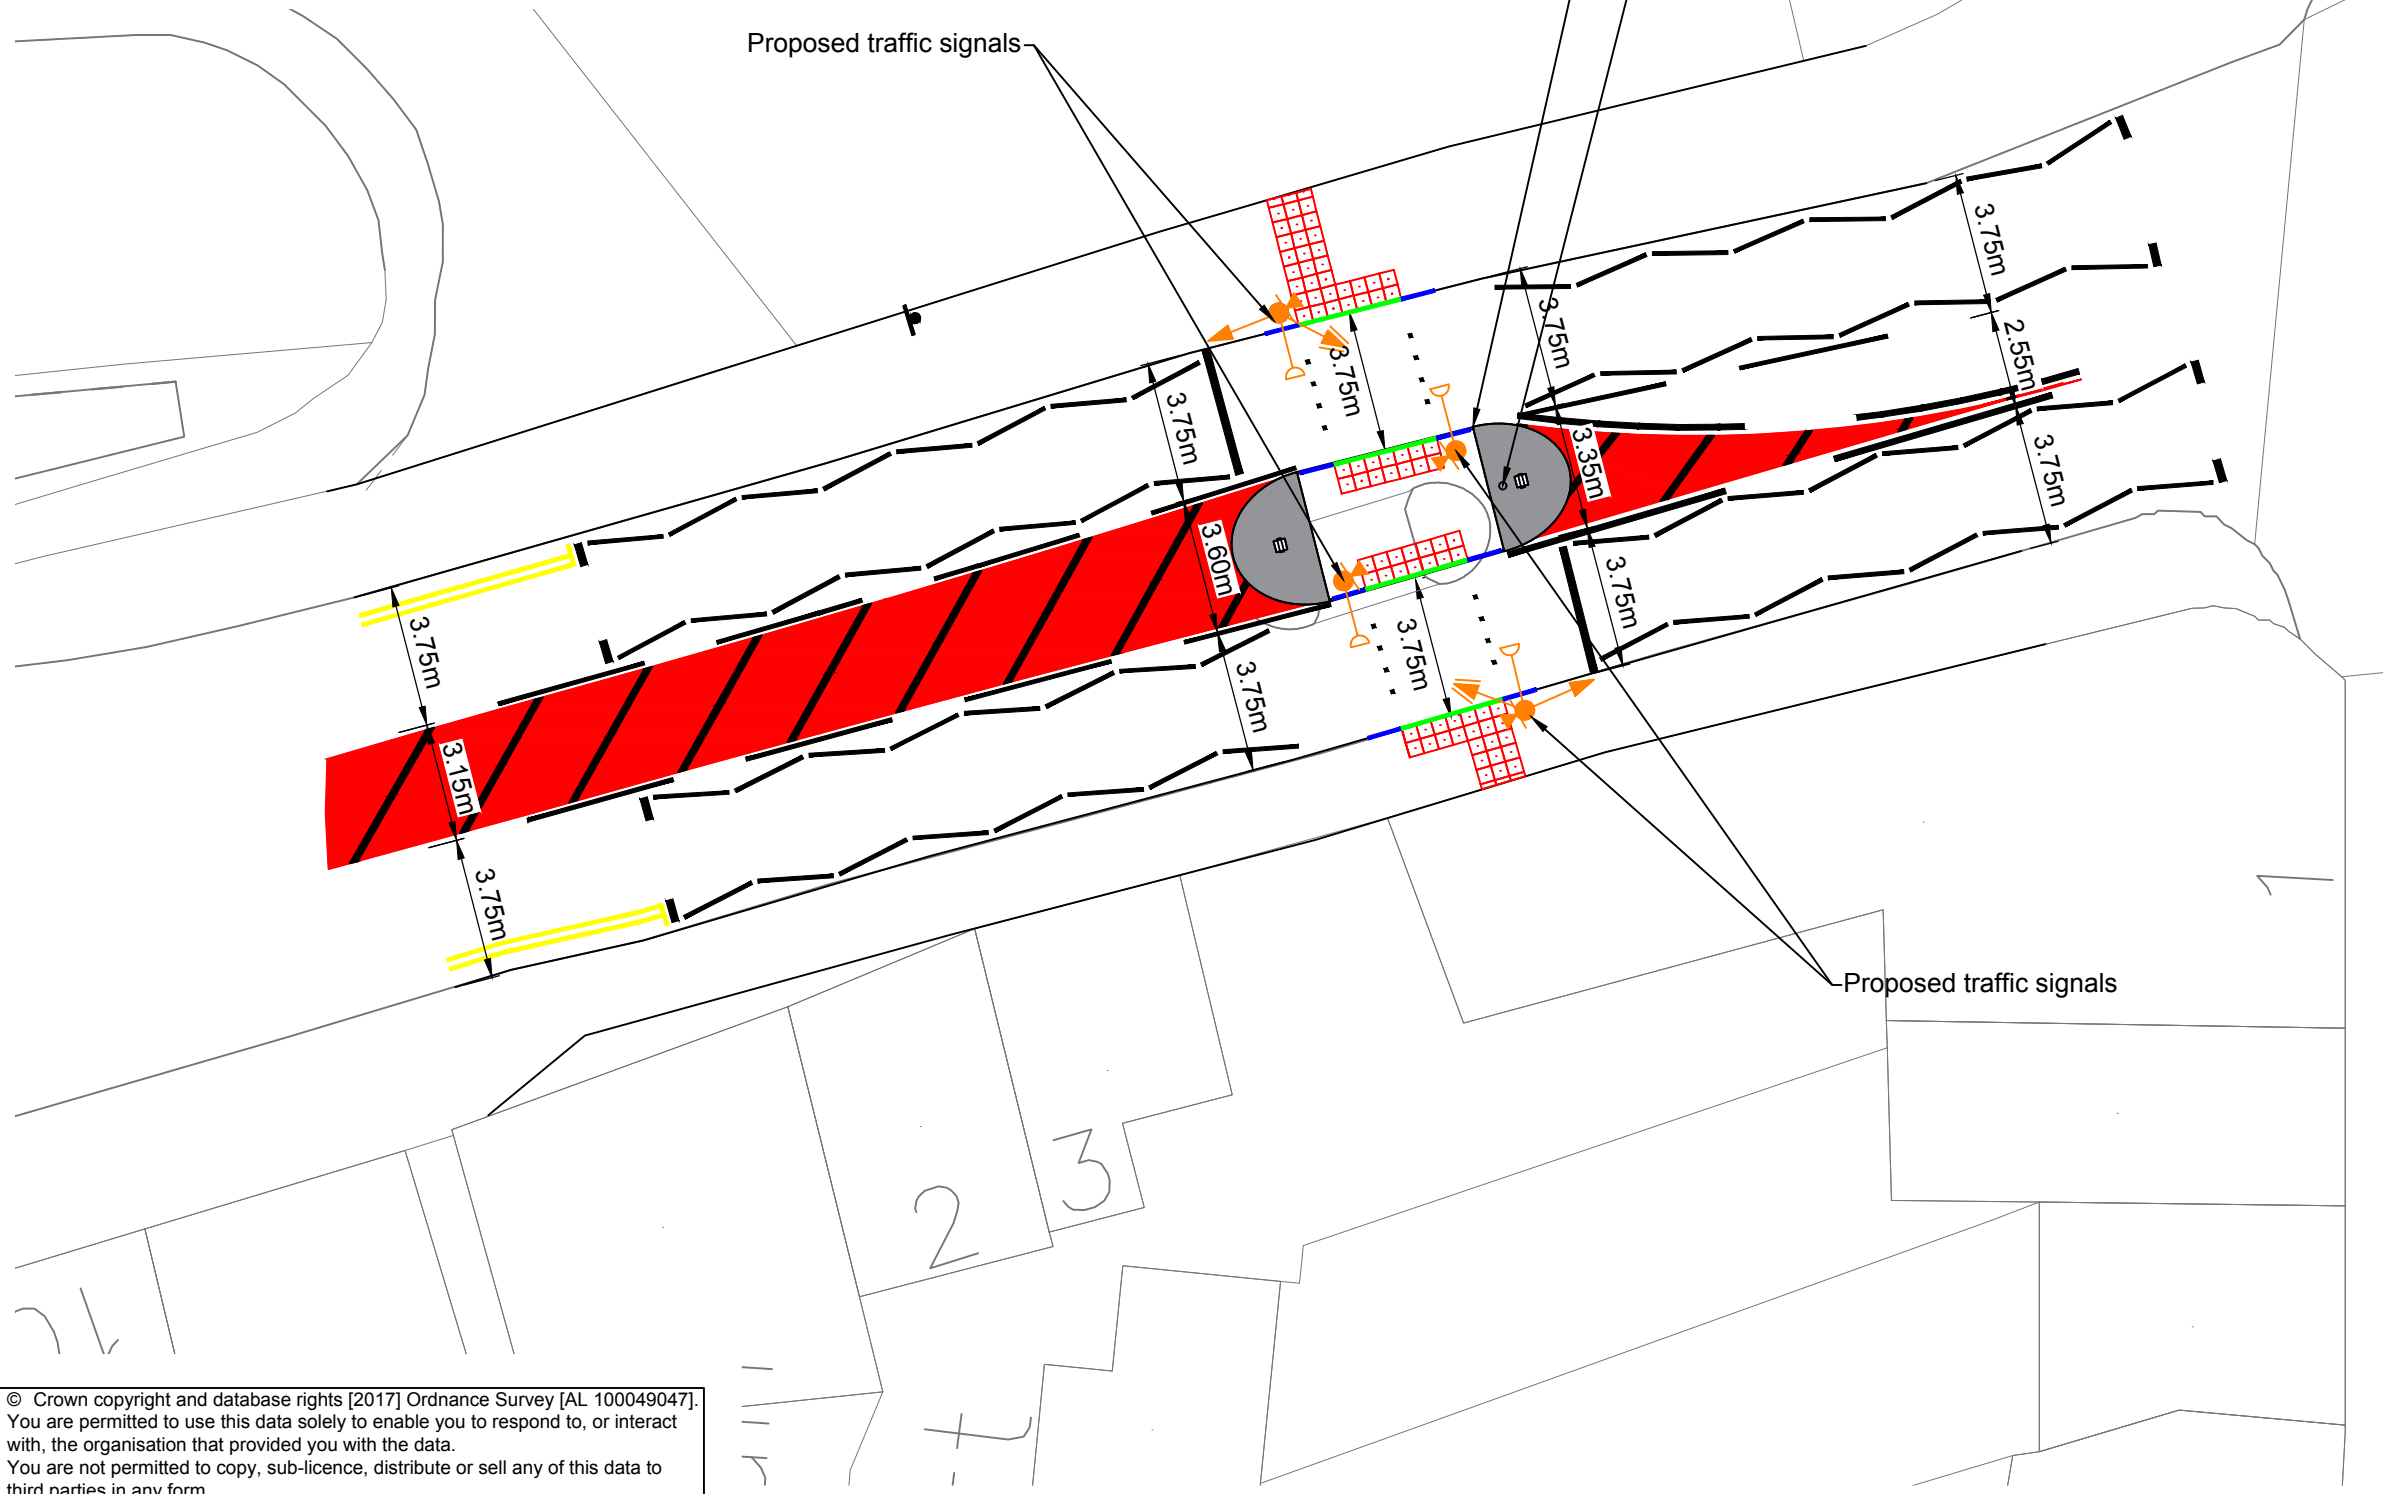 Proposed traffic signals
3.75m
3.75m
3.75m
2.55m
3.75m
3.35m
3.75m
3.60m
3.75m
3.75m
3.75m
3.75m
3.15m
3.75m
Proposed traffic signals
2
3
© Crown copyright and database rights [2017] Ordnance Survey [AL 100049047].
You are permitted to use this data solely to enable you to respond to, or interact
with, the organisation that provided you with the data.
You are not permitted to copy, sub-licence, distribute or sell any of this data to
third parties in any form